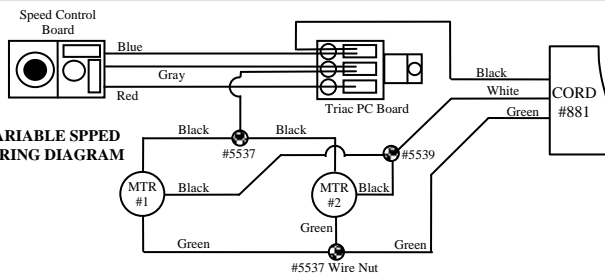 Speed Control
Board
Blue
Gray
Red
Triac PC Board
Black
White
Green
CORD
#881
ARIABLE SPPED
RING DIAGRAM
Black
Black
#5537
#5539
MTR
#1
Black
MTR
#2
Black
Green
Green
Green
#5537 Wire Nut